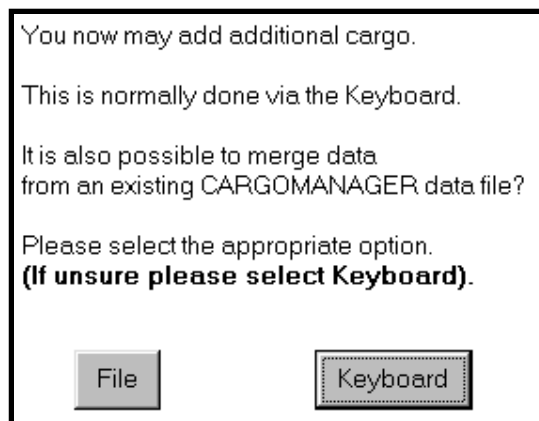 You now may add additional cargo.
This is normally done via the Keyboard.
It is also possible to merge data
from an existing CARGOMANAGER data file?
Please select the appropriate option.
(If unsure please select Keyboard).
File
Keyboard